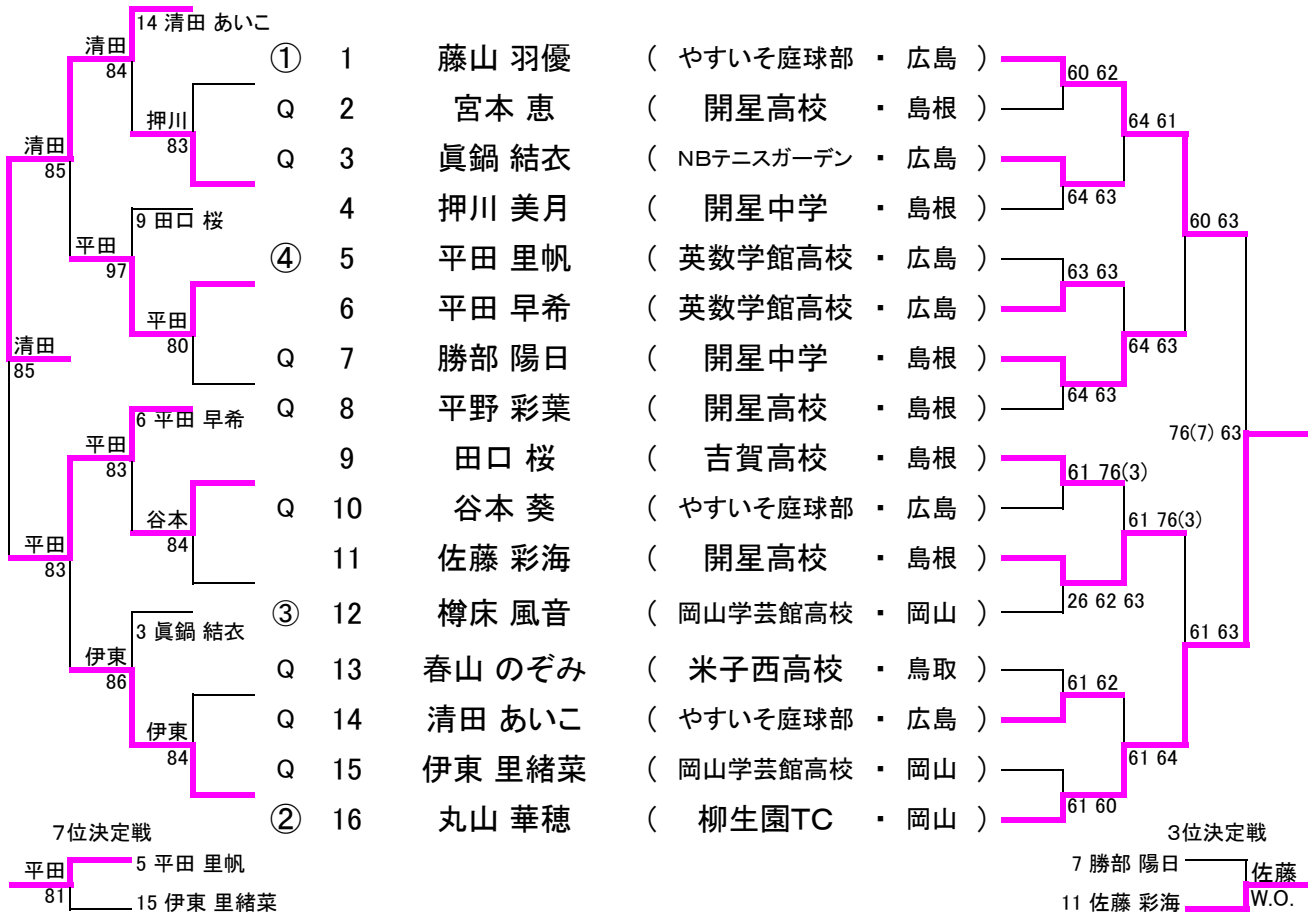 14 清田 あいこ
清田
84
① 1 藤山 羽優 ( やすいそ庭球部 ・ 広島 )
60 62
Q 2 宮本 恵 ( 開星高校 ・ 島根 )
押川
83
64 61
清田
85
Q 3 眞鍋 結衣 ( NBテニスガーデン ・ 広島 )
64 63
4 押川 美月 ( 開星中学 ・ 島根 )
9 田口 桜
60 63
平田
97
④ 5 平田 里帆 ( 英数学館高校 ・ 広島 )
63 63
6 平田 早希 ( 英数学館高校 ・ 広島 )
平田
80
64 63
清田
85
Q 7 勝部 陽日 ( 開星中学 ・ 島根 )
64 63
Q 8 平野 彩葉 ( 開星高校 ・ 島根 )
6 平田 早希
76(7) 63
平田
83
9 田口 桜 ( 吉賀高校 ・ 島根 )
61 76(3)
Q 10 谷本 葵 ( やすいそ庭球部 ・ 広島 )
谷本
84
61 76(3)
平田
83
11 佐藤 彩海 ( 開星高校 ・ 島根 )
26 62 63
③ 12 樽床 風音 ( 岡山学芸館高校 ・ 岡山 )
3 眞鍋 結衣
61 63
伊東
86
Q 13 春山 のぞみ ( 米子西高校 ・ 鳥取 )
61 62
Q 14 清田 あいこ ( やすいそ庭球部 ・ 広島 )
伊東
84
61 64
Q 15 伊東 里緒菜 ( 岡山学芸館高校 ・ 岡山 )
61 60
② 16 丸山 華穂 ( 柳生園TC ・ 岡山 )
7位決定戦
平田
81
5 平田 里帆
15 伊東 里緒菜
3位決定戦
7 勝部 陽日
佐藤
W.O.
11 佐藤 彩海